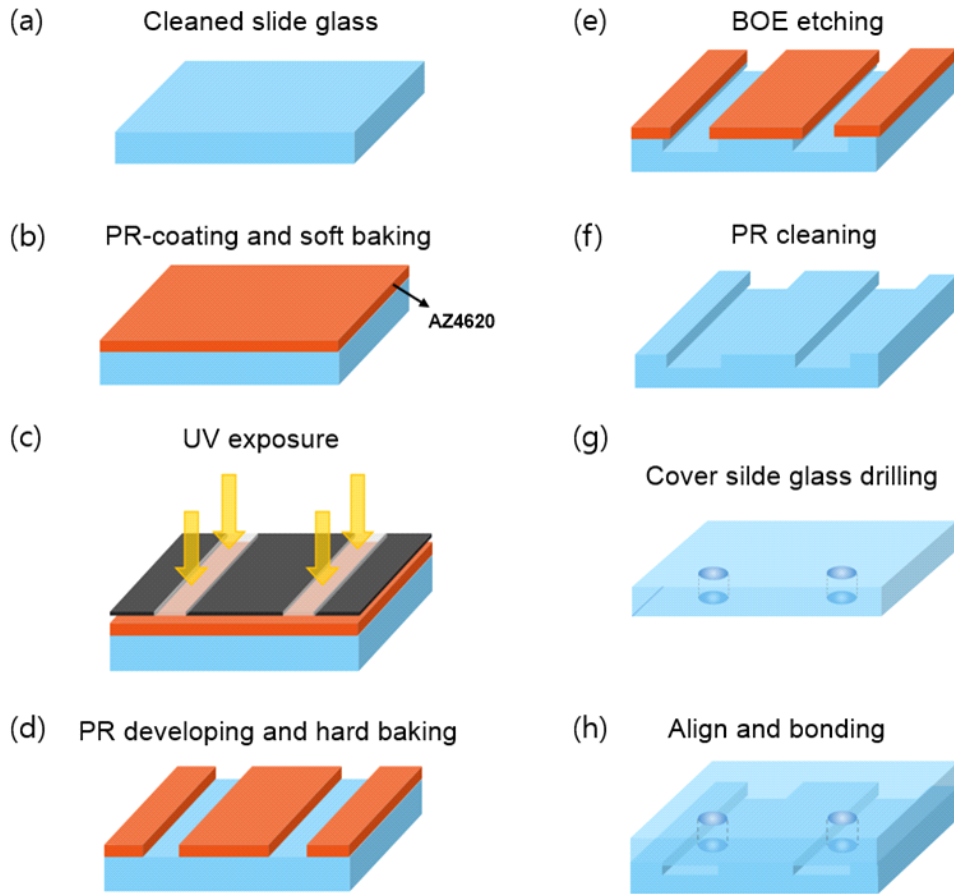 (a) Cleaned slide glass
(b) PR-coating and soft baking
AZ4620
(c) UV exposure
(d) PR developing and hard baking
(e) BOE etching
(f) PR cleaning
(g) Cover silde glass drilling
(h) Align and bonding